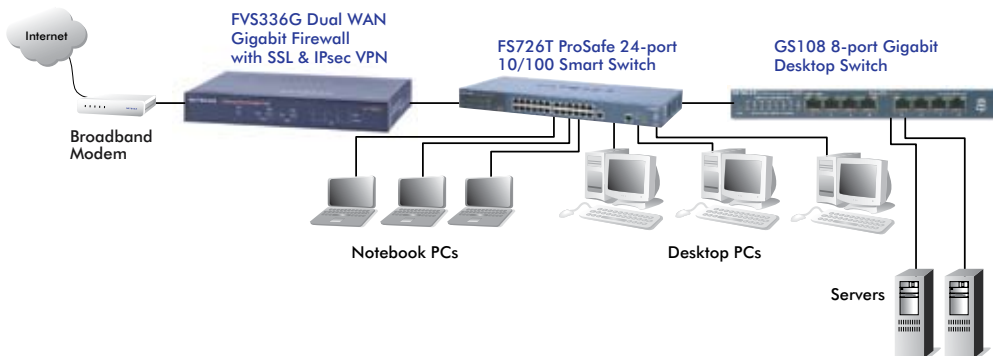 Internet
FVS336G Dual WAN
Gigabit Firewall
with SSL & IPsec VPN
FS726T ProSafe 24-port
10/100 Smart Switch
GS108 8-port Gigabit
Desktop Switch
Broadband
Modem
Notebook PCs
Desktop PCs
Servers